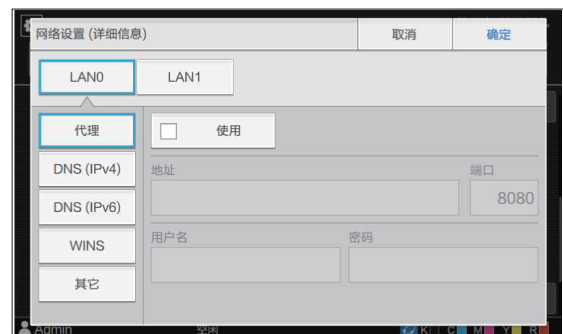 网络设置 (详细信息)
取消
确定
LAN0
LAN1
代理
使用
DNS (IPv4)
地址
端口
DNS (IPv6)
8080
WINS
用户名
密码
其它
Admin
空闲
K C M Y R